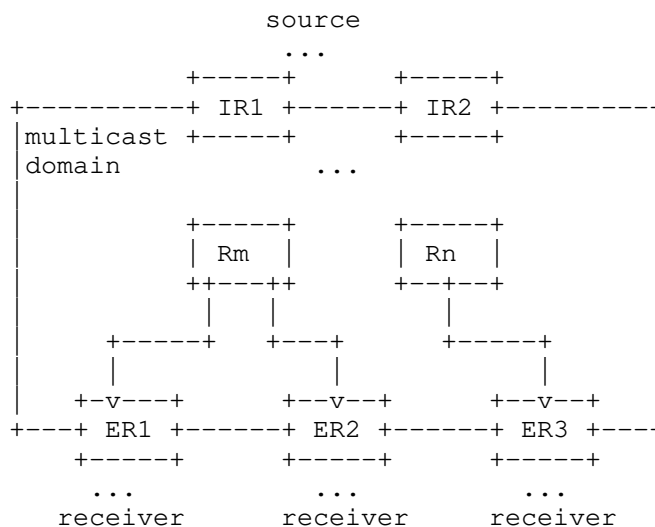 source
...
IR1 IR2
multicast
domain ...
Rm Rn
v v v
ER1 ER2 ER3
... ... ...
receiver receiver receiver